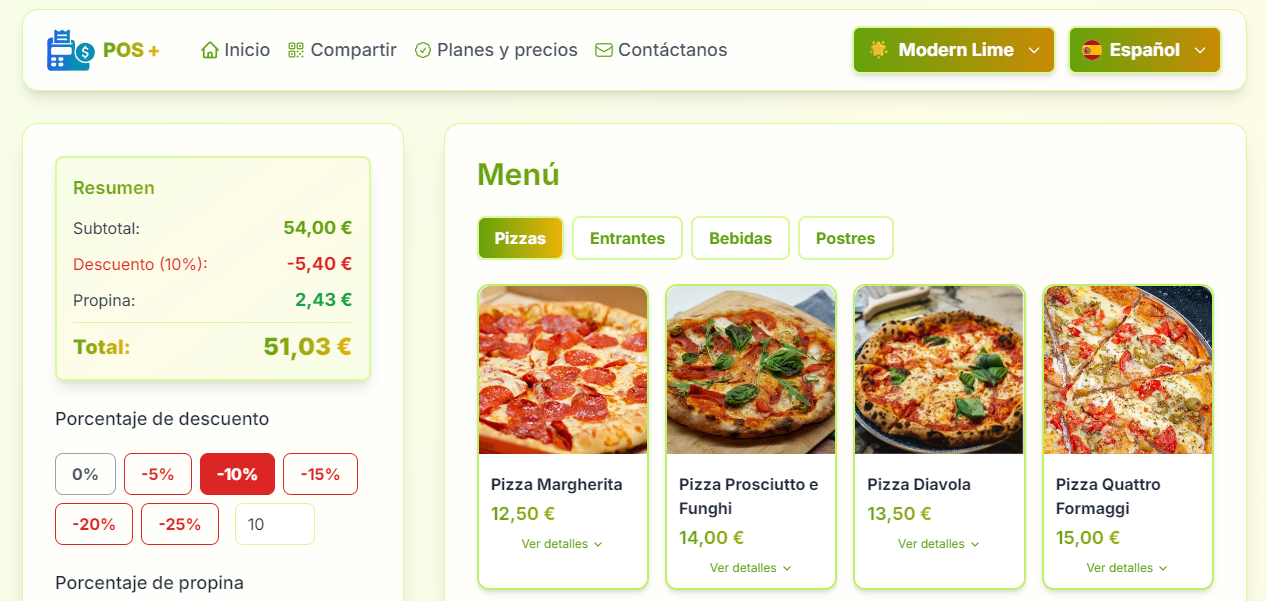 POS +
Inicio
Compartir
Planes y precios
Contáctanos
Modern Lime
Español
Resumen
Subtotal: 54,00 €
Descuento (10%): -5,40 €
Propina: 2,43 €
Total: 51,03 €
Porcentaje de descuento
0% -5% -10% -15%
-20% -25% 10
Porcentaje de propina
Menú
Pizzas Entrantes Bebidas Postres
Pizza Margherita
12,50 €
Ver detalles
Pizza Prosciutto e
Funghi
14,00 €
Ver detalles
Pizza Diavola
13,50 €
Ver detalles
Pizza Quattro
Formaggi
15,00 €
Ver detalles